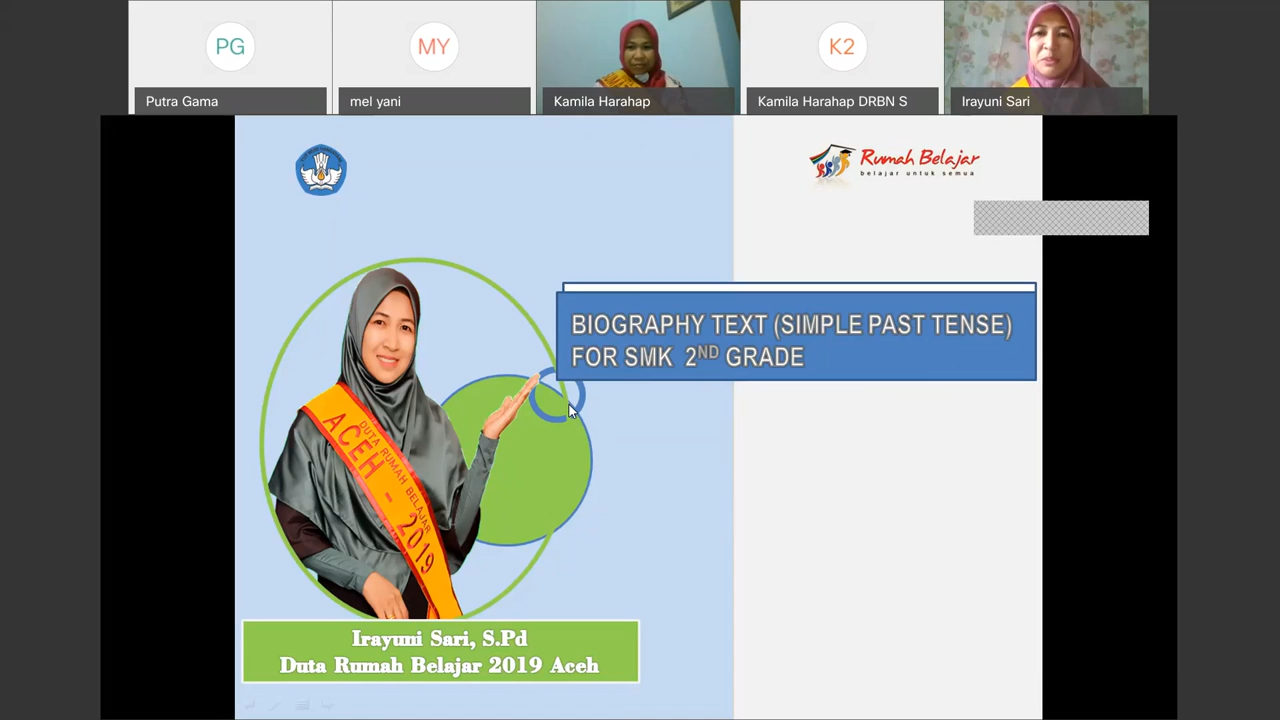 PG
MY
K2
Putra Gama
mel yani
Kamila Harahap
Kamila Harahap DRBN S
Irayuni Sari
Rumah Belajar
belajar untuk semua
BIOGRAPHY TEXT (SIMPLE PAST TENSE)
FOR SMK 2ND GRADE
DUTA RUMAH BELAJAR
ACEH - 2019
Irayuni Sari, S.Pd
Duta Rumah Belajar 2019 Aceh